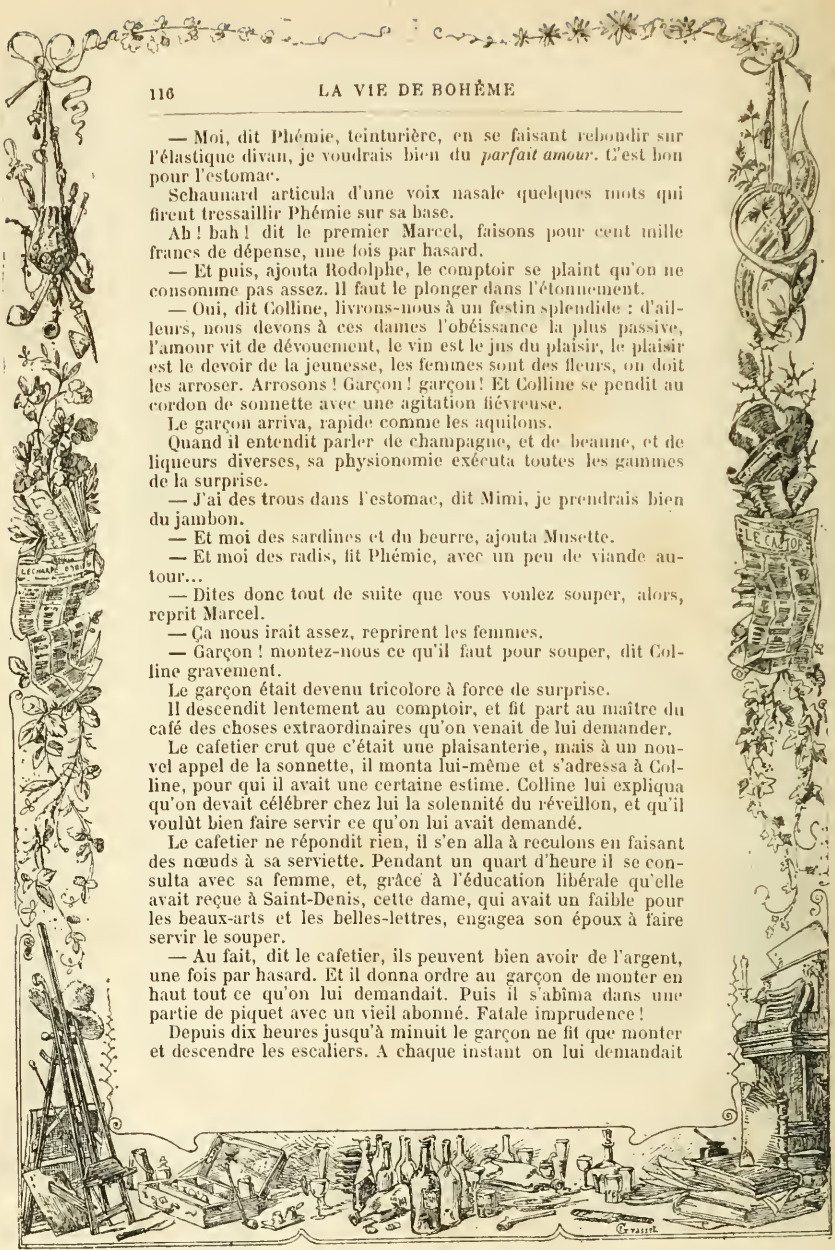 116
LA VIE DE BOHÈME
— Moi, dit Phémie, teinturière, en se faisant rebondir sur
l'élastique divan, je voudrais bien du parfait amour. C'est bon
pour l'estomac.
Schaunard articula d'une voix nasale quelques mots qui
firent tressaillir Phémie sur sa base.
Ah ! bah ! dit le premier Marcel, faisons pour cent mille
francs de dépense, une fois par hasard.
— Et puis, ajouta Rodolphe, le comptoir se plaint qu'on ne
consomme pas assez. Il faut le plonger dans l'étonnement.
— Oui, dit Colline, livrons-nous à un festin splendide : d'ail-
leurs, nous devons à ces dames l'obéissance la plus passive,
l'amour vit de dévouement, le vin est le jus du plaisir, le plaisir
est le devoir de la jeunesse, les femmes sont des fleurs, on doit
les arroser. Arrosons ! Garçon ! garçon ! Et Colline se pendit au
cordon de sonnette avec une agitation fiévreuse.
Le garçon arriva, rapide comme les aquilons.
Quand il entendit parler de champagne, et de beaune, et de
liqueurs diverses, sa physionomie exécuta toutes les gammes
de la surprise.
— J'ai des trous dans l'estomac, dit Mimi, je prendrais bien
du jambon.
— Et moi des sardines et du beurre, ajouta Musette.
— Et moi des radis, fit Phémie, avec un peu de viande au-
tour...
— Dites donc tout de suite que vous voulez souper, alors,
reprit Marcel.
— Ça nous irait assez, reprirent les femmes.
— Garçon ! montez-nous ce qu'il faut pour souper, dit Col-
line gravement.
Le garçon était devenu tricolore à force de surprise.
Il descendit lentement au comptoir, et fit part au maître du
café des choses extraordinaires qu'on venait de lui demander.
Le cafetier crut que c'était une plaisanterie, mais à un nou-
vel appel de la sonnette, il monta lui-même et s'adressa à Col-
line, pour qui il avait une certaine estime. Colline lui expliqua
qu'on devait célébrer chez lui la solennité du réveillon, et qu'il
voulût bien faire servir ce qu'on lui avait demandé.
Le cafetier ne répondit rien, il s'en alla à reculons en faisant
des nœuds à sa serviette. Pendant un quart d'heure il se con-
sulta avec sa femme, et, grâce à l'éducation libérale qu'elle
avait reçue à Saint-Denis, cette dame, qui avait un faible pour
les beaux-arts et les belles-lettres, engagea son époux à faire
servir le souper.
— Au fait, dit le cafetier, ils peuvent bien avoir de l'argent,
une fois par hasard. Et il donna ordre au garçon de monter en
haut tout ce qu'on lui demandait. Puis il s'abîma dans une
partie de piquet avec un vieil abonné. Fatale imprudence !
Depuis dix heures jusqu'à minuit le garçon ne fit que monter
et descendre les escaliers. A chaque instant on lui demandait
LE CASTOR
Grasset